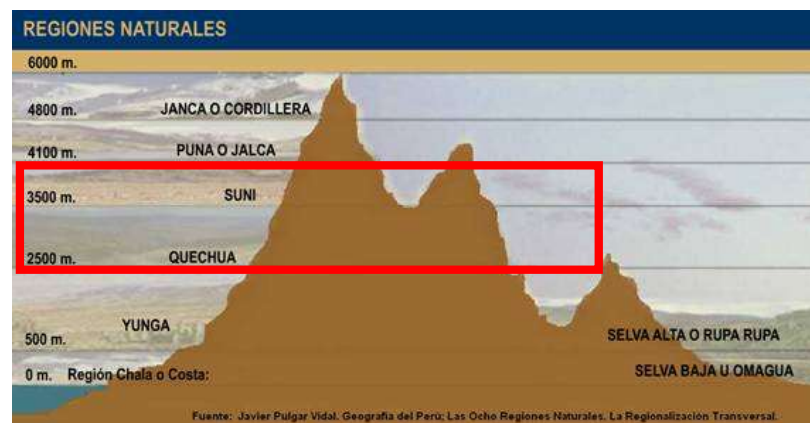 REGIONES NATURALES
6000 m.
4800 m. JANCA O CORDILLERA
4100 m. PUNA O JALCA
3500 m. SUNI
2500 m. QUECHUA
YUNGA
500 m. SELVA ALTA O RUPA RUPA
0 m. Región Chala o Costa: SELVA BAJA U OMAGUA
Fuente: Javier Pulgar Vidal. Geografía del Perú; Las Ocho Regiones Naturales. La Regionalización Transversal.